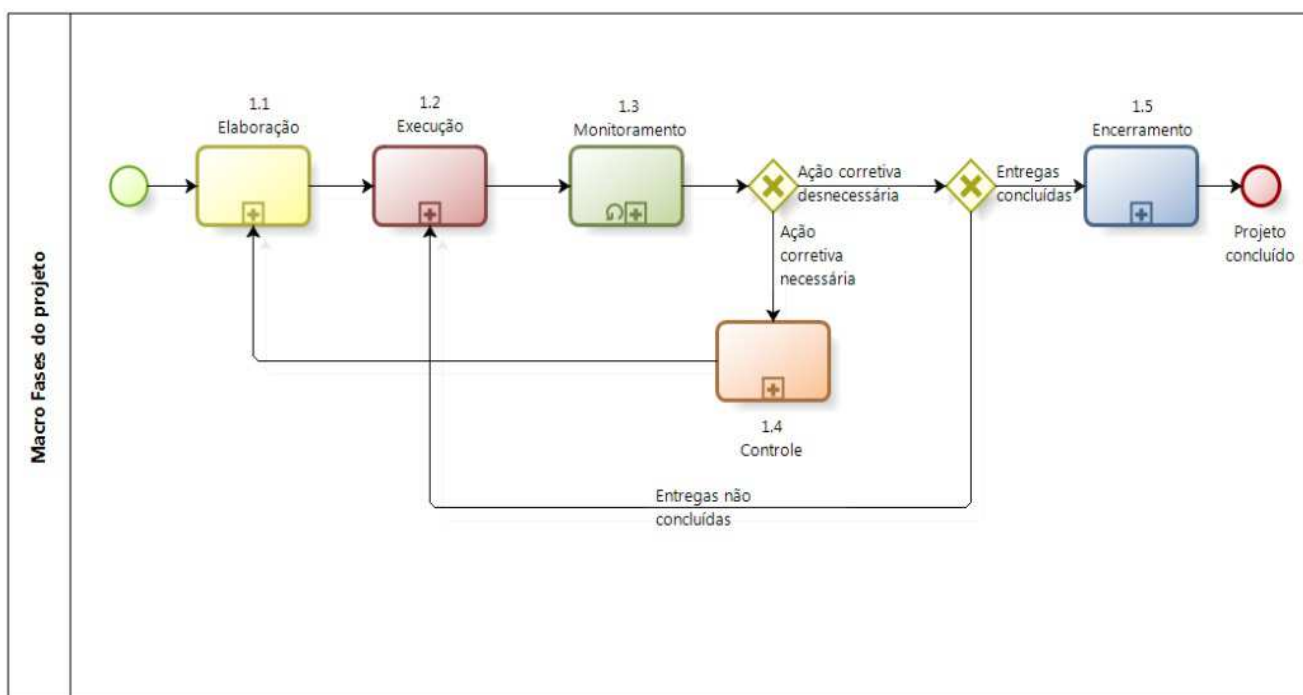 Macro Fases do projeto
1.1
Elaboração
1.2
Execução
1.3
Monitoramento
Ação corretiva
desnecessária
Entregas
concluídas
1.5
Encerramento
Projeto
concluído
Ação
corretiva
necessária
1.4
Controle
Entregas não
concluídas